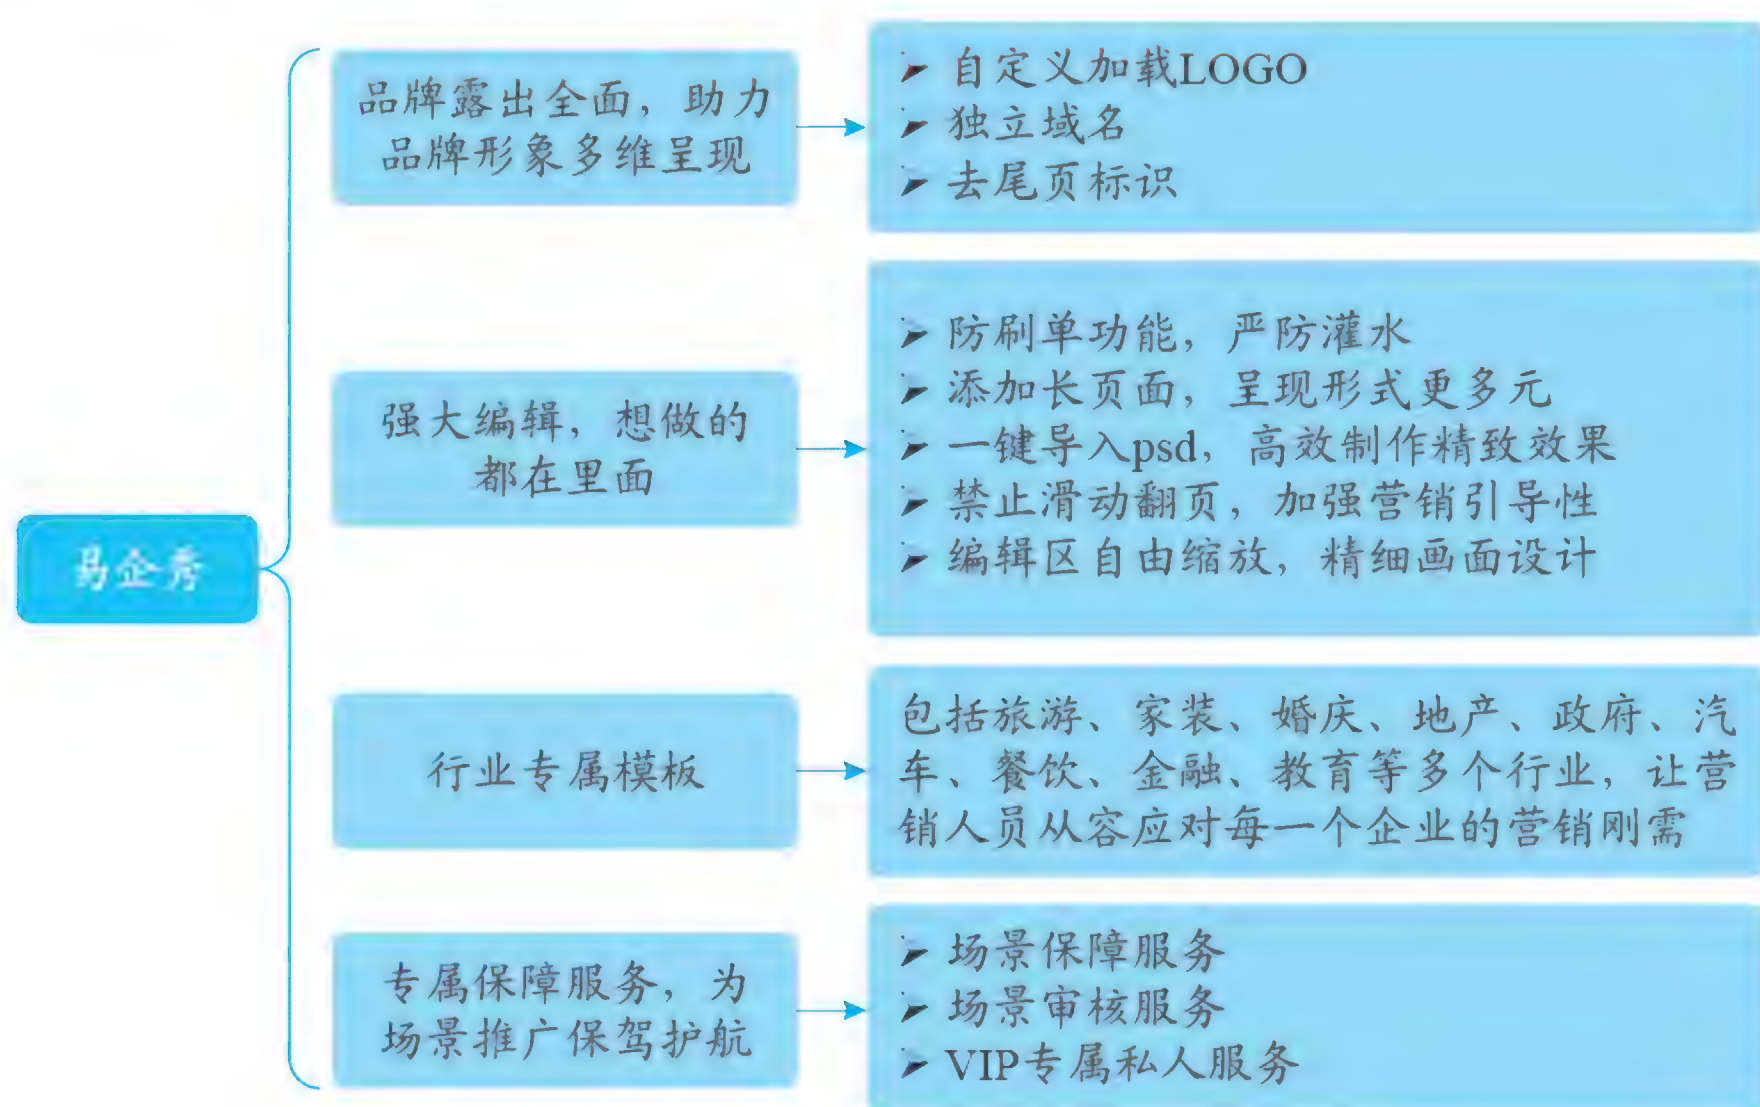 品牌露出全面，助力
品牌形象多维呈现
自定义加载LOGO
独立域名
去尾页标识
强大编辑，想做的
都在里面
防刷单功能，严防灌水
添加长页面，呈现形式更多元
一键导入psd，高效制作精致效果
禁止滑动翻页，加强营销引导性
编辑区自由缩放，精细画面设计
易企秀
行业专属模板
包括旅游、家装、婚庆、地产、政府、汽
车、餐饮、金融、教育等多个行业，让营
销人员从容应对每一个企业的营销刚需
专属保障服务，为
场景推广保驾护航
场景保障服务
场景审核服务
VIP专属私人服务